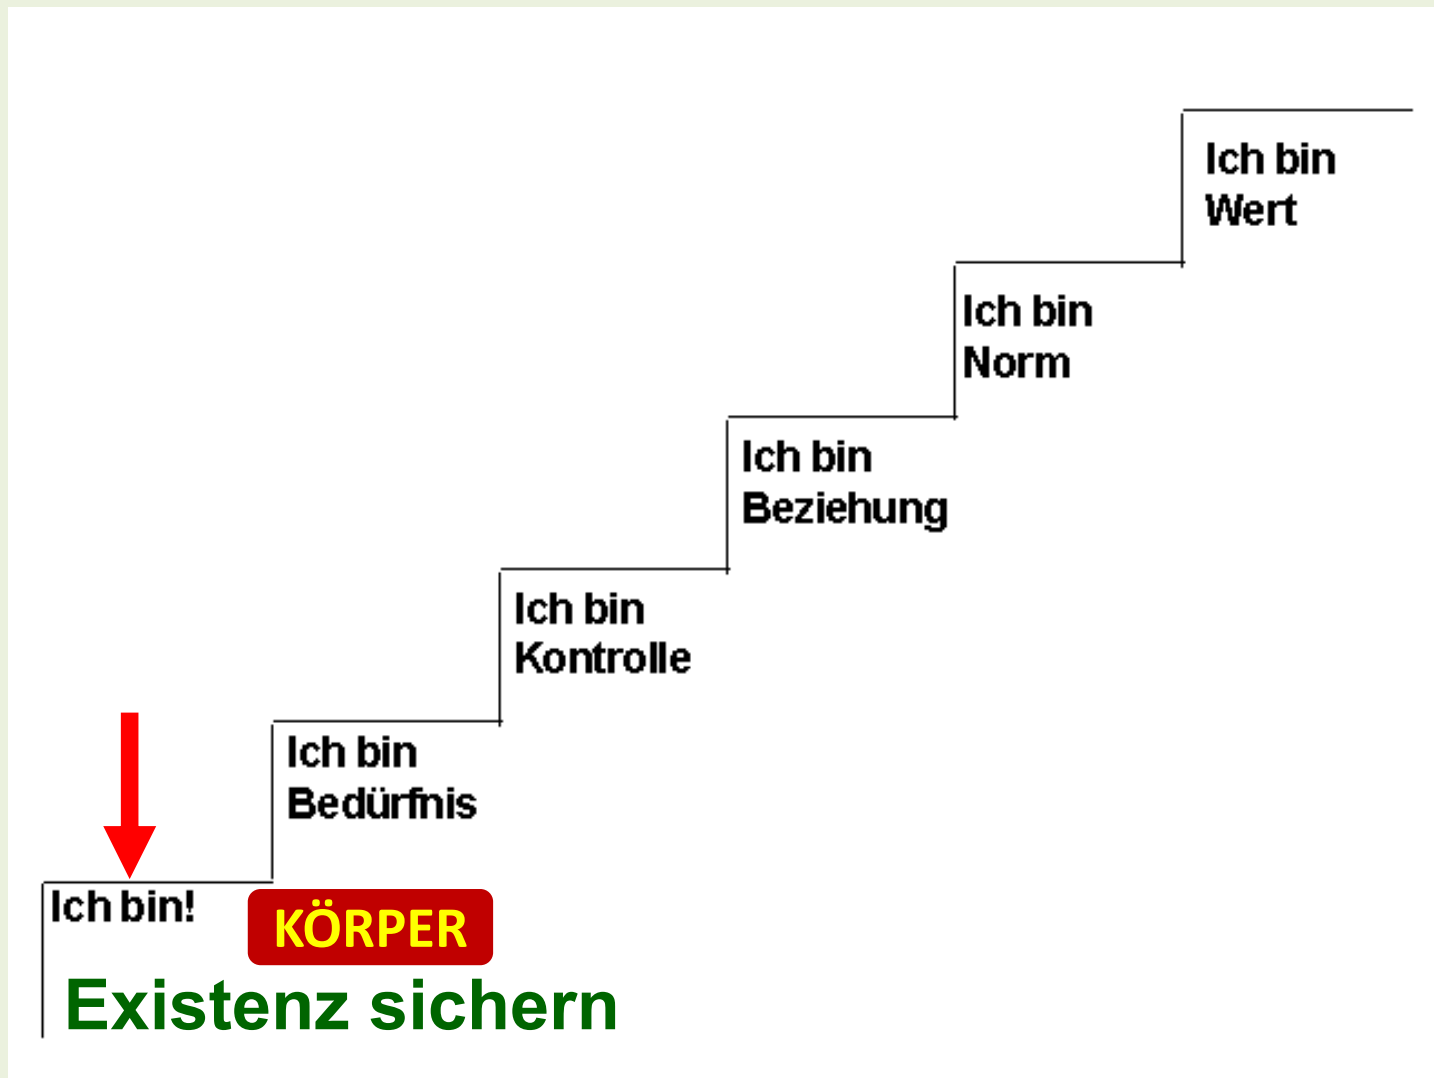 Ich bin
Wert
Ich bin
Norm
Ich bin
Beziehung
Ich bin
Kontrolle
Ich bin
Bedürfnis
Ich bin!
KÖRPER
Existenz sichern